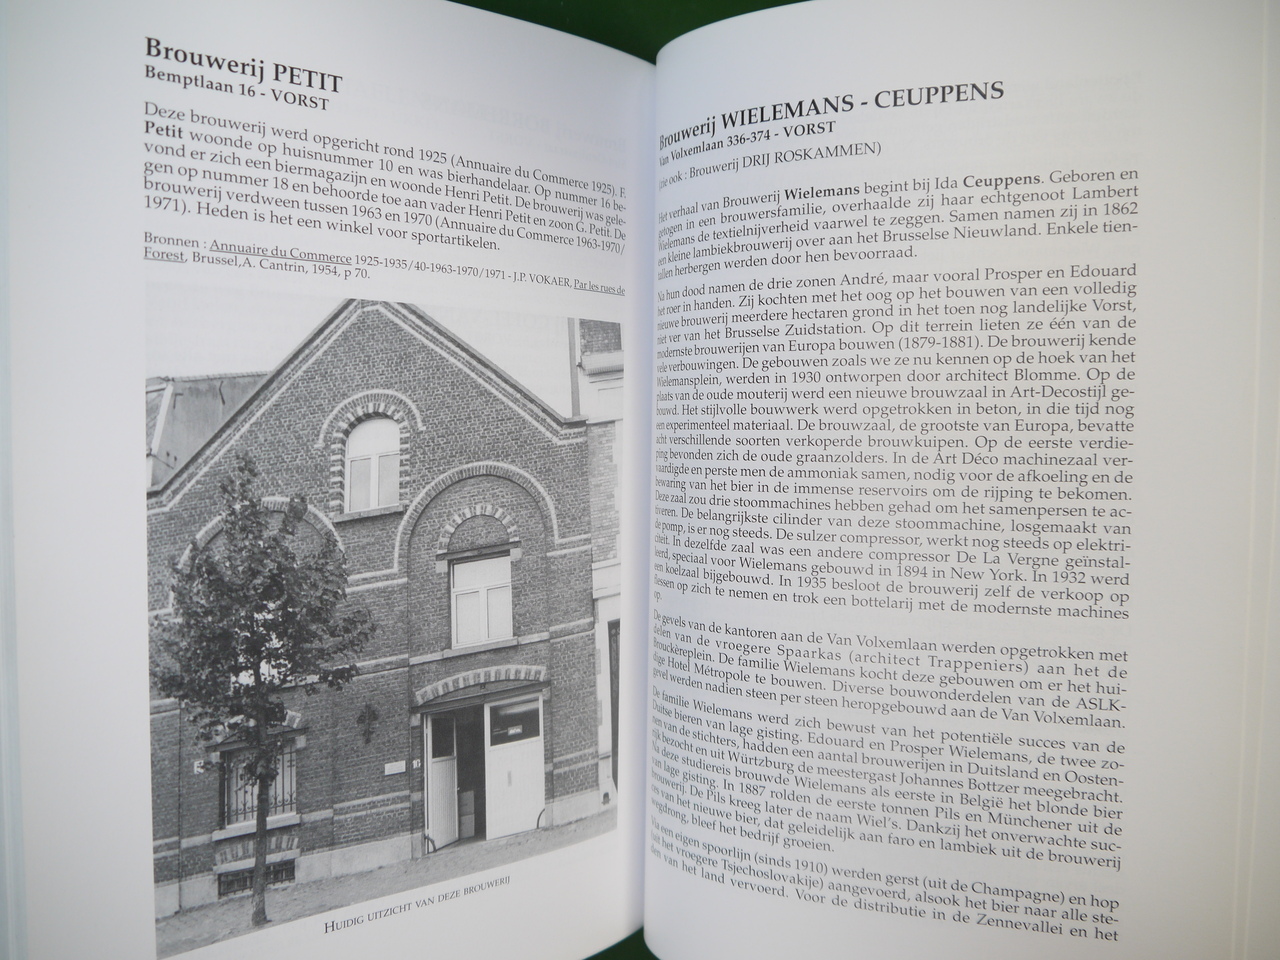 Brouwerij PETIT
Bemptlaan 16 - VORST
Deze brouwerij werd opgericht rond 1925 (Annuaire du Commerce 1925). F.
Petit woonde op huisnummer 10 en was bierhandelaar. Op nummer 16 be-
vond er zich een biermagazijn en woonde Henri Petit. De brouwerij was gele-
gen op nummer 18 en behoorde toe aan vader Henri Petit en zoon G. Petit. De
brouwerij verdween tussen 1963 en 1970 (Annuaire du Commerce 1963-1970/
1971). Heden is het een winkel voor sportartikelen.
Bronnen : Annuaire du Commerce 1925-1935/40-1963-1970/1971 - J.P. VOKAER, Par les rues de
Forest, Brussel, A. Cantrin, 1954, p 70.
HUIDIG UITZICHT VAN DEZE BROUWERIJ
Brouwerij WIELEMANS - CEUPPENS
Van Volxemlaan 336-374 - VORST
(zie ook : Brouwerij DRIJ ROSKAMMEN)
Het verhaal van Brouwerij Wielemans begint bij Ida Ceuppens. Geboren en
getogen in een brouwersfamilie, overhaalde zij haar echtgenoot Lambert
Wielemans de textielnijverheid vaarwel te zeggen. Samen namen zij in 1862
een kleine lambiekbrouwerij over aan het Brusselse Nieuwland. Enkele tien-
tallen herbergen werden door hen bevoorraad.
Na hun dood namen de drie zonen André, maar vooral Prosper en Edouard
het roer in handen. Zij kochten met het oog op het bouwen van een volledig
nieuwe brouwerij meerdere hectaren grond in het toen nog landelijke Vorst,
niet ver van het Brusselse Zuidstation. Op dit terrein lieten ze één van de
modernste brouwerijen van Europa bouwen (1879-1881). De brouwerij kende
vele verbouwingen. De gebouwen zoals we ze nu kennen op de hoek van het
Wielemansplein, werden in 1930 ontworpen door architect Blomme. Op de
plaats van de oude mouterij werd een nieuwe brouwzaal in Art-Decostijl ge-
bouwd. Het stijlvolle bouwwerk werd opgetrokken in beton, in die tijd nog
een experimenteel materiaal. De brouwzaal, de grootste van Europa, bevatte
acht verschillende soorten verkoperde brouwkuipen. Op de eerste verdie-
ping bevonden zich de oude graanzolders. In de Art Déco machinezaal ver-
vaardigde en perste men de ammoniak samen, nodig voor de afkoeling en de
bewaring van het bier in de immense reservoirs om de rijping te bekomen.
Deze zaal zou drie stoommachines hebben gehad om het samenpersen te ac-
tiveren. De belangrijkste cilinder van deze stoommachine, losgemaakt van
de pomp, is er nog steeds. De sulzer compressor, werkt nog steeds op elektri-
citeit. In dezelfde zaal was een andere compressor De La Vergne geïnstal-
leerd, speciaal voor Wielemans gebouwd in 1894 in New York. In 1932 werd
een koelzaal bijgebouwd. In 1935 besloot de brouwerij zelf de verkoop op
flessen op zich te nemen en trok een bottelarij met de modernste machines
op.
De gevels van de kantoren aan de Van Volxemlaan werden opgetrokken met
delen van de vroegere Spaarkas (architect Trappeniers) aan het de
Brouckèreplein. De familie Wielemans kocht deze gebouwen om er het hui-
dige Hotel Métropole te bouwen. Diverse bouwonderdelen van de ASLK-
gevel werden nadien steen per steen heropgebouwd aan de Van Volxemlaan.
De familie Wielemans werd zich bewust van het potentiële succes van de
Duitse bieren van lage gisting. Edouard en Prosper Wielemans, de twee zo-
nen van de stichters, hadden een aantal brouwerijen in Duitsland en Oosten-
rijk bezocht en uit Würtzburg de meestergast Johannes Bottzer meegebracht.
Na deze studiereis brouwde Wielemans als eerste in België het blonde bier
van lage gisting. In 1887 rolden de eerste tonnen Pils en Münchener uit de
brouwerij. De Pils kreeg later de naam Wiel's. Dankzij het onverwachte suc-
ces van het nieuwe bier, dat geleidelijk aan faro en lambiek uit de brouwerij
wegdrong, bleef het bedrijf groeien.
Via een eigen spoorlijn (sinds 1910) werden gerst (uit de Champagne) en hop
(uit het vroegere Tsjechoslovakije) aangevoerd, alsook het bier naar alle ste-
den van het land vervoerd. Voor de distributie in de Zennevallei en het